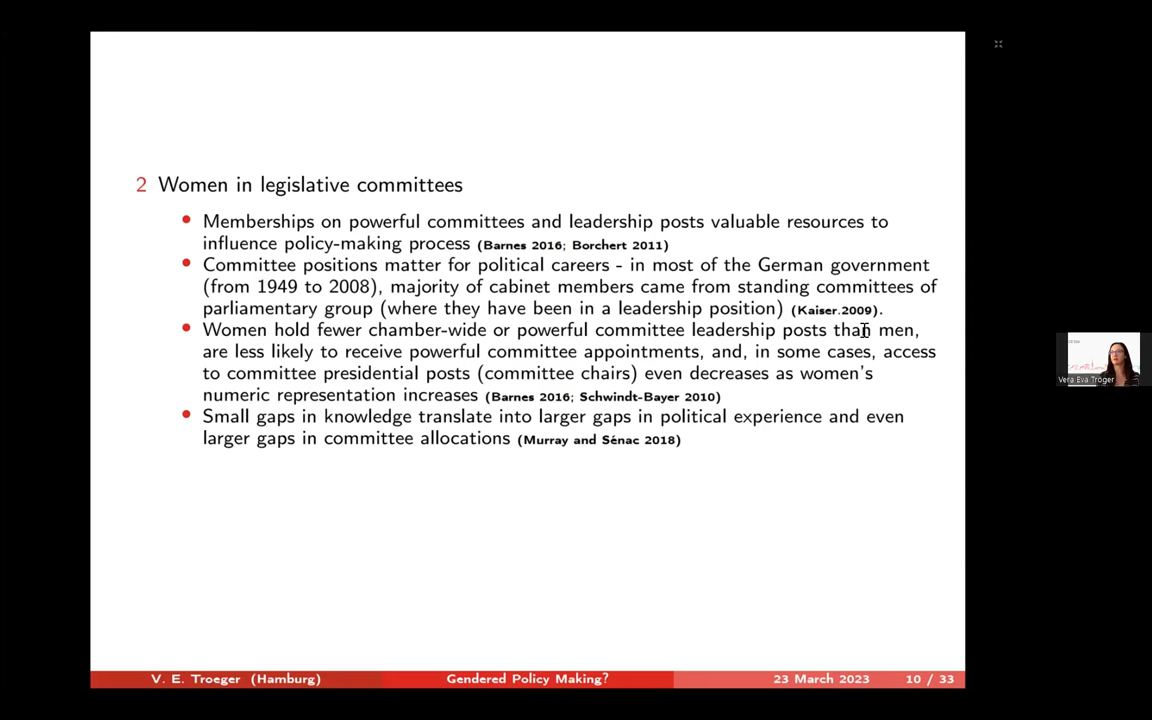 2 Women in legislative committees
• Memberships on powerful committees and leadership posts valuable resources to
influence policy-making process (Barnes 2016; Borchert 2011)
• Committee positions matter for political careers - in most of the German government
(from 1949 to 2008), majority of cabinet members came from standing committees of
parliamentary group (where they have been in a leadership position) (Kaiser.2009).
• Women hold fewer chamber-wide or powerful committee leadership posts than men,
are less likely to receive powerful committee appointments, and, in some cases, access
to committee presidential posts (committee chairs) even decreases as women's
numeric representation increases (Barnes 2016; Schwindt-Bayer 2010)
• Small gaps in knowledge translate into larger gaps in political experience and even
larger gaps in committee allocations (Murray and Sénac 2018)
Vera Eva Tröger
V. E. Troeger (Hamburg) Gendered Policy Making? 23 March 2023 10 / 33